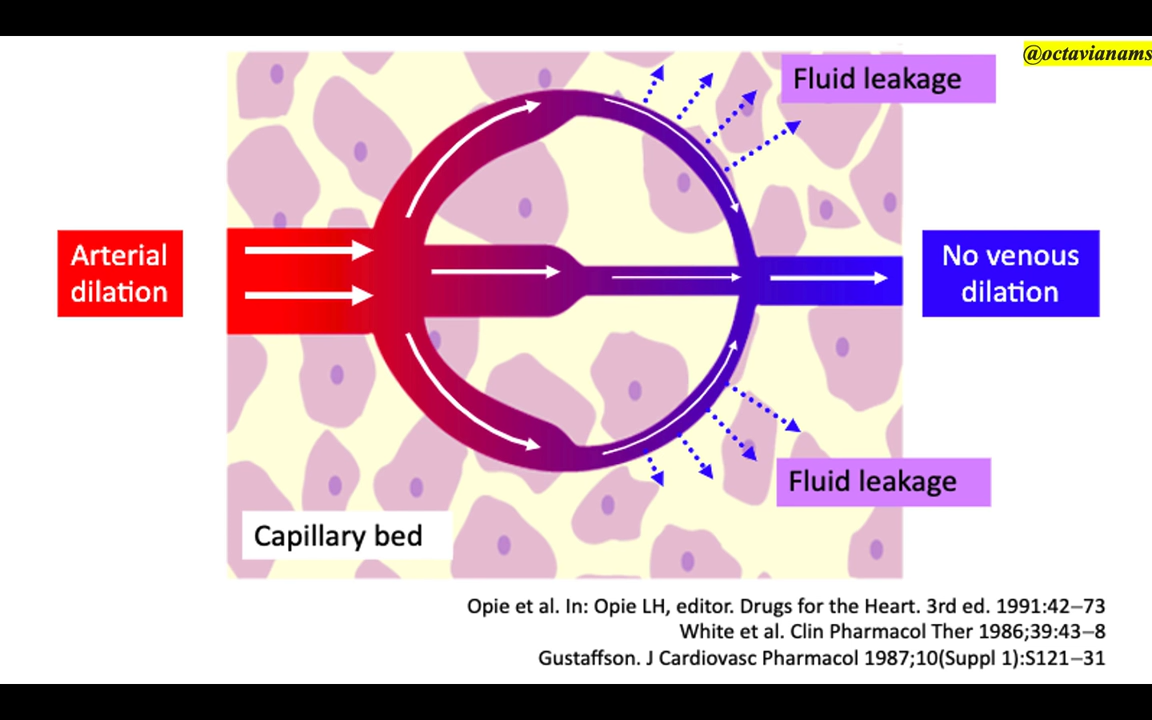 @octavianams
Fluid leakage
Arterial
dilation
No venous
dilation
Fluid leakage
Capillary bed
Opie et al. In: Opie LH, editor. Drugs for the Heart. 3rd ed. 1991:42–73
White et al. Clin Pharmacol Ther 1986;39:43–8
Gustaffson. J Cardiovasc Pharmacol 1987;10(Suppl 1):S121–31